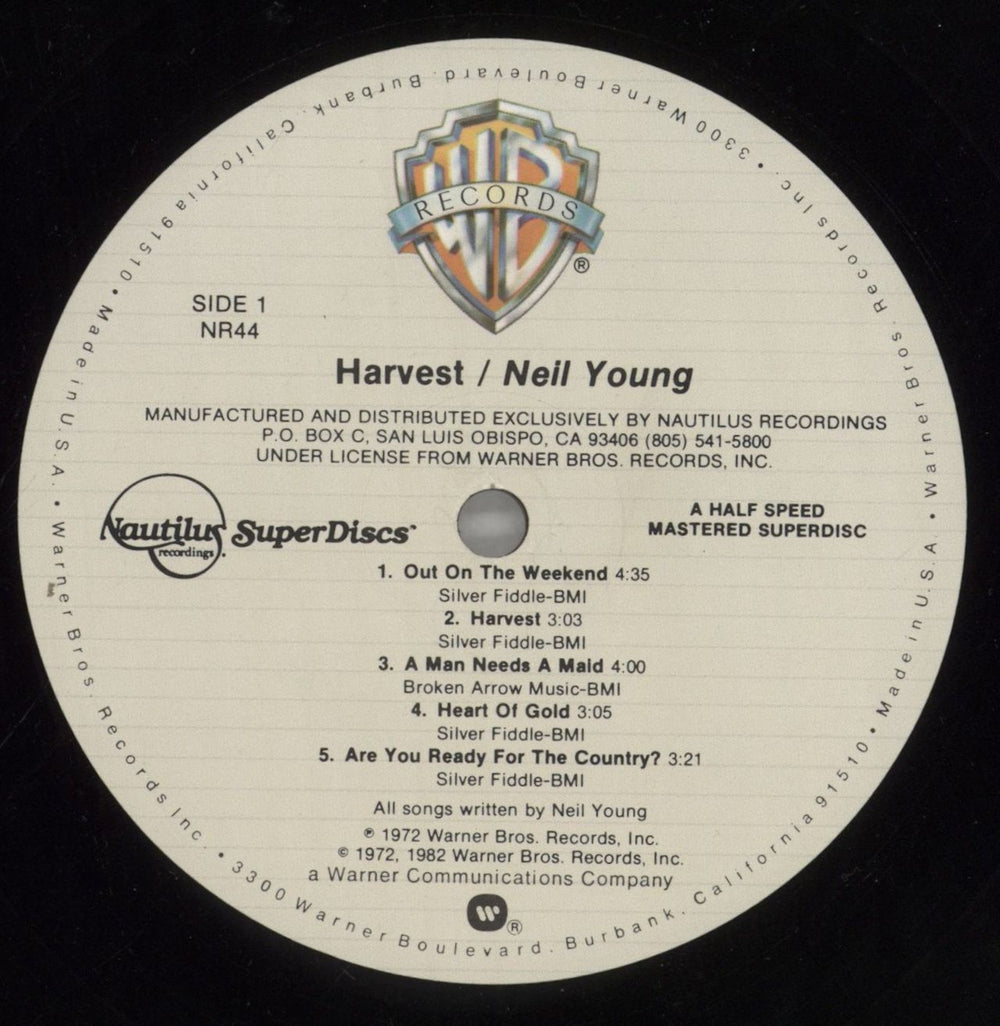 WB
RECORDS
®
SIDE 1
NR44
Harvest / Neil Young
MANUFACTURED AND DISTRIBUTED EXCLUSIVELY BY NAUTILUS RECORDINGS
P.O. BOX C, SAN LUIS OBISPO, CA 93406 (805) 541-5800
UNDER LICENSE FROM WARNER BROS. RECORDS, INC.
Nautilus
recordings.
SuperDiscs
A HALF SPEED
MASTERED SUPERDISC
1. Out On The Weekend 4:35
Silver Fiddle-BMI
2. Harvest 3:03
Silver Fiddle-BMI
3. A Man Needs A Maid 4:00
Broken Arrow Music-BMI
4. Heart Of Gold 3:05
Silver Fiddle-BMI
5. Are You Ready For The Country? 3:21
Silver Fiddle-BMI
All songs written by Neil Young
℗ 1972 Warner Bros. Records, Inc.
© 1972, 1982 Warner Bros. Records, Inc.
a Warner Communications Company
W ®
Made in U.S.A. • Warner Bros. Records Inc. • 3300 Warner Boulevard. Burbank. California 91510 • Made in U.S.A. • Warner Bros. Records Inc. • 3300 Warner Boulevard. Burbank. California 91510 •